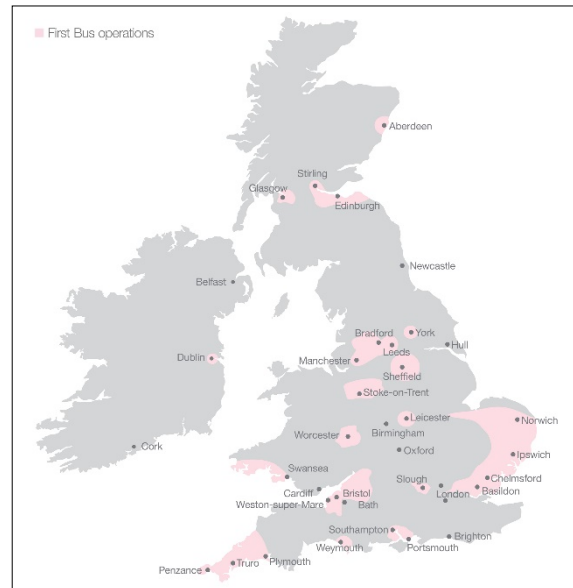 First Bus operations
Aberdeen
Stirling
Glasgow
Edinburgh
Newcastle
Belfast
Bradford
York
Leeds
Hull
Dublin
Manchester
Sheffield
Stoke-on-Trent
Leicester
Norwich
Worcester
Birmingham
Cork
Oxford
Ipswich
Swansea
Chelmsford
Slough
Cardiff
Bristol
London
Basildon
Weston-super-Mare
Bath
Southampton
Brighton
Weymouth
Portsmouth
Plymouth
Truro
Penzance